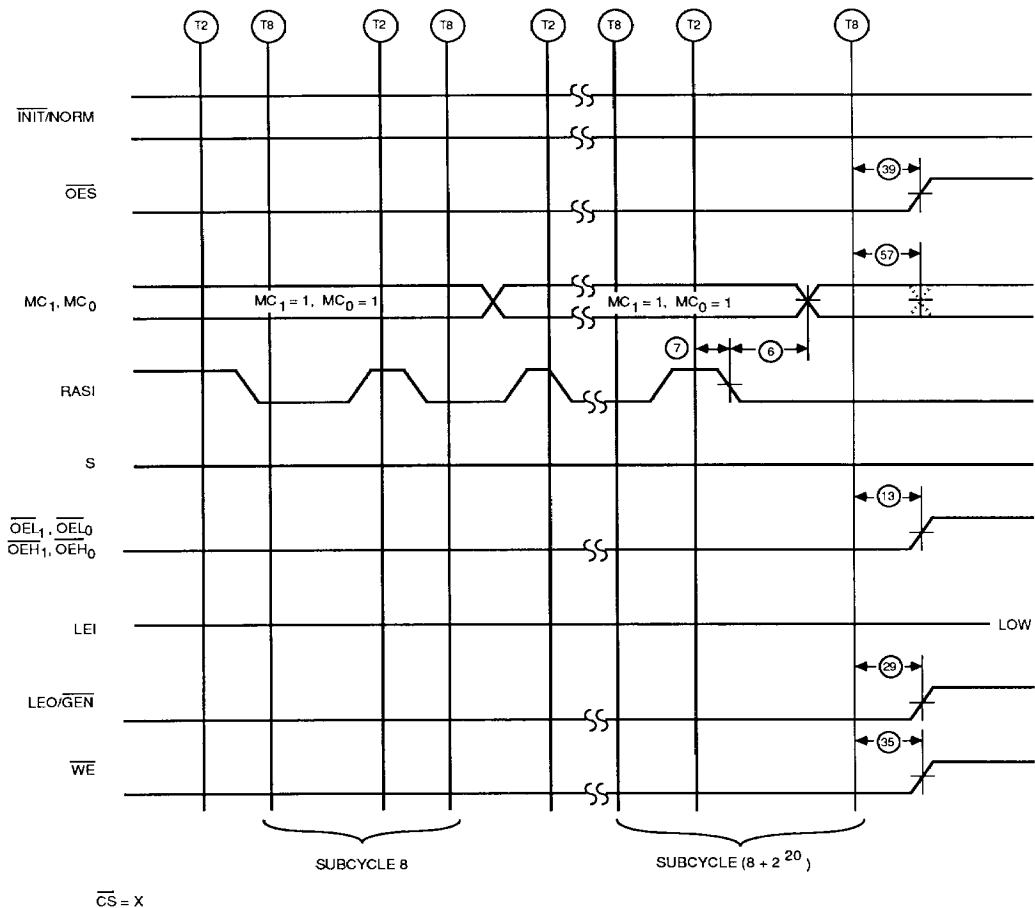 T2 T8 T2 T8 T2 T8 T2 T8
INIT/NORM
OES
39
57
MC1, MC0
MC1 = 1, MC0 = 1
MC1 = 1, MC0 = 1
7
6
RASI
S
13
OEL1, OEL0
OEH1, OEH0
LEI
LOW
29
LEO/GEN
35
WE
SUBCYCLE 8
SUBCYCLE (8 + 2 20)
CS = X